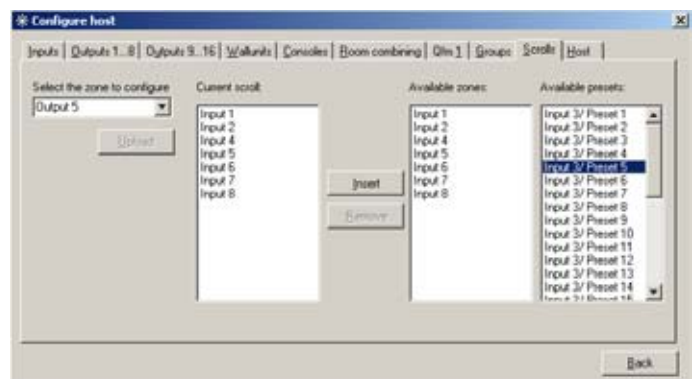 Configure host
Inputs Outputs 1...8 Outputs 9...16 Wallunits Consoles Room combining Qlm 1 Groups Scrolls Host
Select the zone to configure
Output 5
Upload
Current scroll:
Input 1
Input 2
Input 4
Input 5
Input 6
Input 7
Input 8
Insert
Remove
Available zones:
Input 1
Input 2
Input 4
Input 5
Input 6
Input 7
Input 8
Available presets:
Input 3/ Preset 1
Input 3/ Preset 2
Input 3/ Preset 3
Input 3/ Preset 4
Input 3/ Preset 5
Input 3/ Preset 6
Input 3/ Preset 7
Input 3/ Preset 8
Input 3/ Preset 9
Input 3/ Preset 10
Input 3/ Preset 11
Input 3/ Preset 12
Input 3/ Preset 13
Input 3/ Preset 14
Input 3/ Preset 15
Back